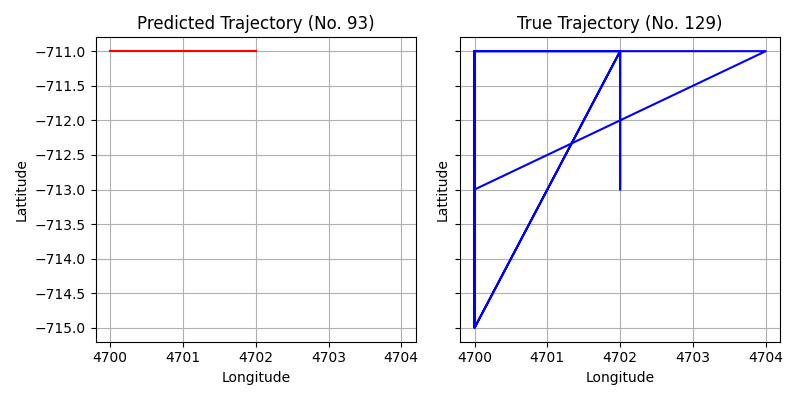 Predicted Trajectory (No. 93)
−711.0
−711.5
−712.0
−712.5
−713.0
−713.5
−714.0
−714.5
−715.0
Lattitude
4700 4701 4702 4703 4704
Longitude
True Trajectory (No. 129)
Lattitude
4700 4701 4702 4703 4704
Longitude